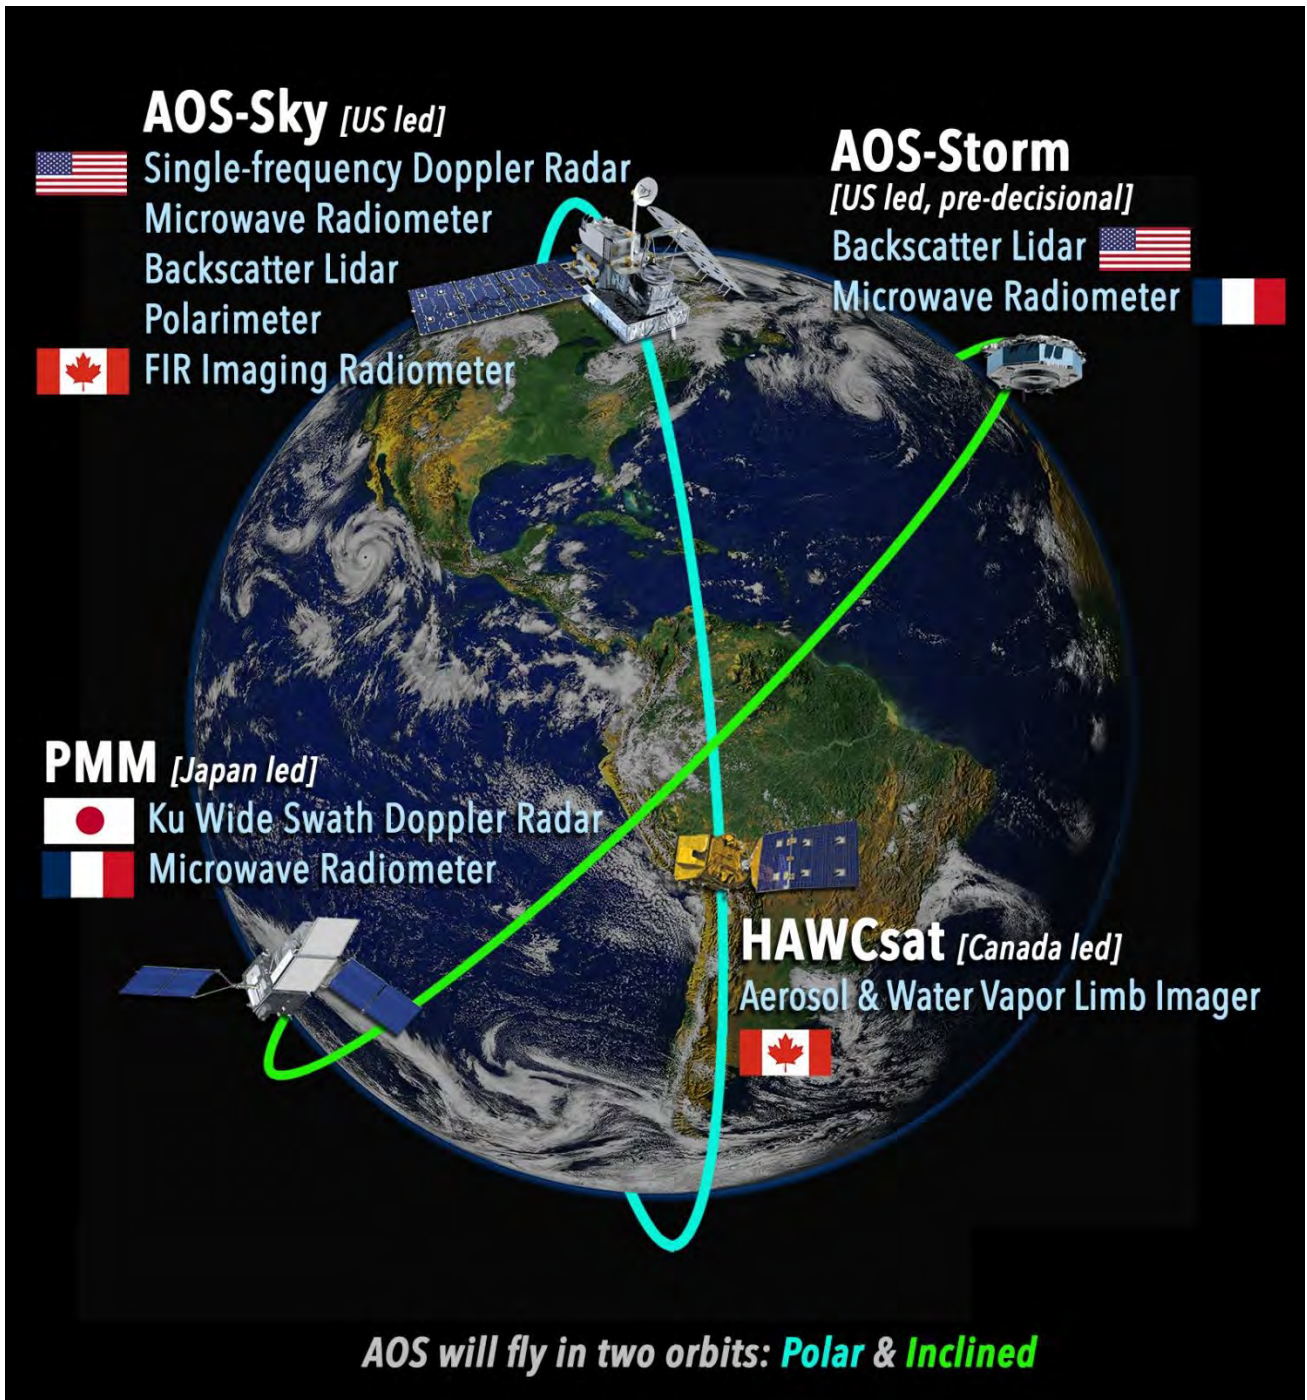 AOS-Sky [US led]
Single-frequency Doppler Radar
Microwave Radiometer
Backscatter Lidar
Polarimeter
FIR Imaging Radiometer
AOS-Storm
[US led, pre-decisional]
Backscatter Lidar
Microwave Radiometer
PMM [Japan led]
Ku Wide Swath Doppler Radar
Microwave Radiometer
HAWCsat [Canada led]
Aerosol & Water Vapor Limb Imager
AOS will fly in two orbits: Polar & Inclined